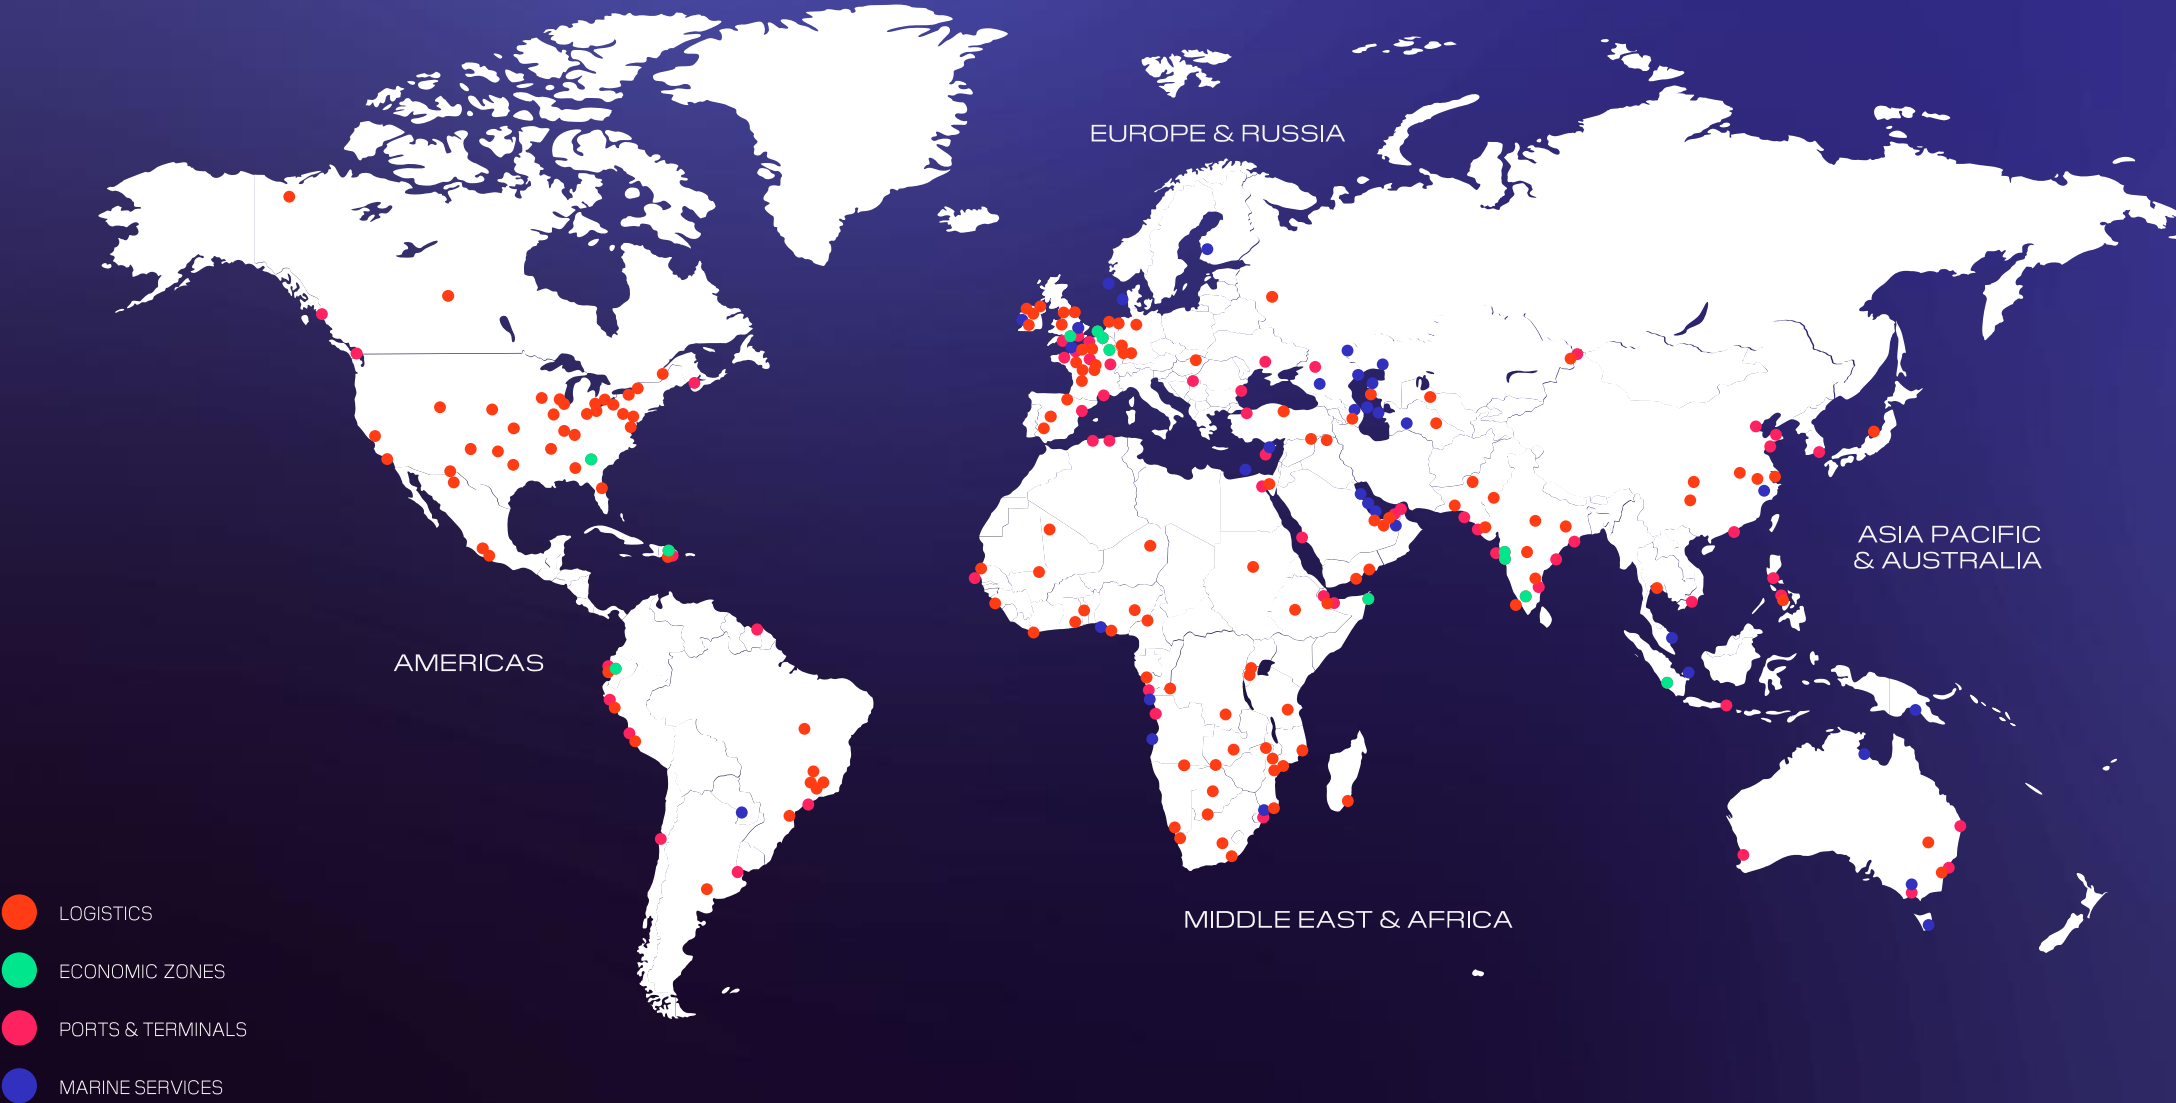 EUROPE & RUSSIA
ASIA PACIFIC
& AUSTRALIA
AMERICAS
MIDDLE EAST & AFRICA
LOGISTICS
ECONOMIC ZONES
PORTS & TERMINALS
MARINE SERVICES